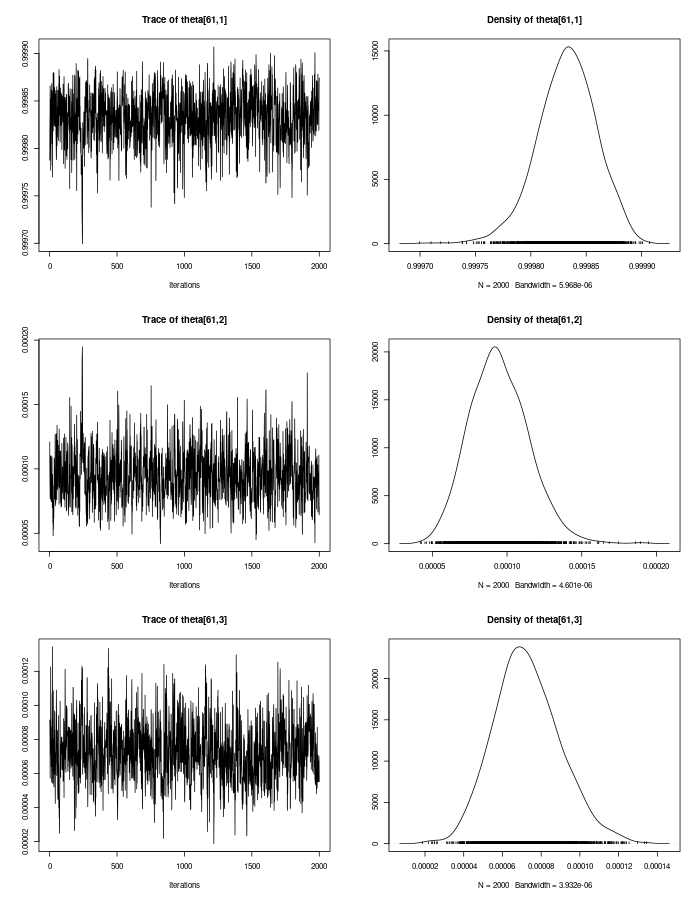 Trace of theta[61,1]
0.99970 0.99975 0.99980 0.99985 0.99990
0 500 1000 1500 2000
Iterations
Density of theta[61,1]
0 5000 10000 15000
0.99970 0.99975 0.99980 0.99985 0.99990
N = 2000 Bandwidth = 5.968e-06
Trace of theta[61,2]
0.00005 0.00010 0.00015 0.00020
0 500 1000 1500 2000
Iterations
Density of theta[61,2]
0 5000 10000 15000 20000
0.00005 0.00010 0.00015 0.00020
N = 2000 Bandwidth = 4.601e-06
Trace of theta[61,3]
0.00002 0.00004 0.00006 0.00008 0.00010 0.00012
0 500 1000 1500 2000
Iterations
Density of theta[61,3]
0 5000 10000 15000 20000
0.00002 0.00004 0.00006 0.00008 0.00010 0.00012 0.00014
N = 2000 Bandwidth = 3.932e-06